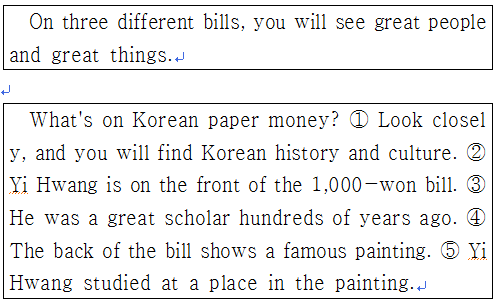 On three different bills, you will see great people
and great things.↵
↵
What's on Korean paper money? ① Look closel
y, and you will find Korean history and culture. ②
Yi Hwang is on the front of the 1,000-won bill. ③
He was a great scholar hundreds of years ago. ④
The back of the bill shows a famous painting. ⑤ Yi
Hwang studied at a place in the painting.↵